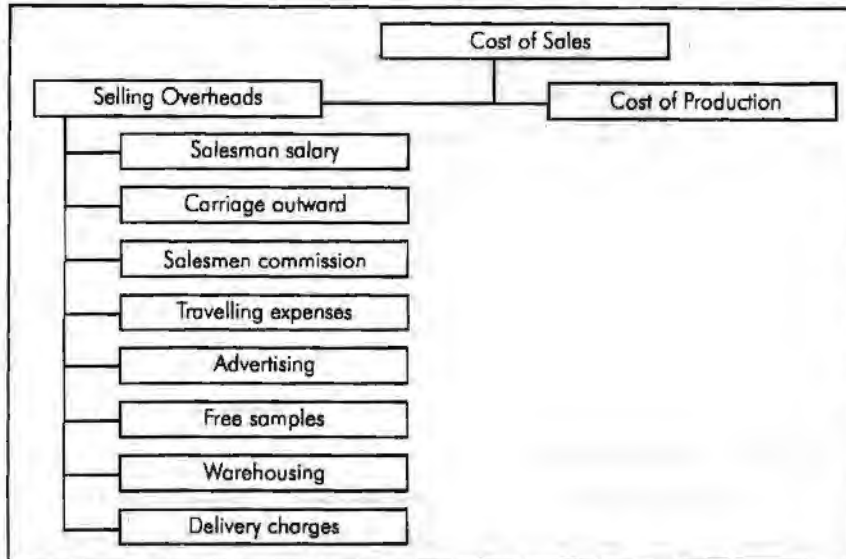 Cost of Sales
Selling Overheads
Cost of Production
Salesman salary
Carriage outward
Salesmen commission
Travelling expenses
Advertising
Free samples
Warehousing
Delivery charges